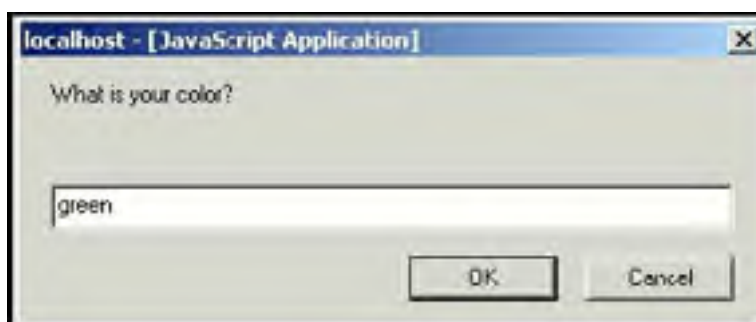 localhost - [JavaScript Application]
What is your color?
green
OK
Cancel